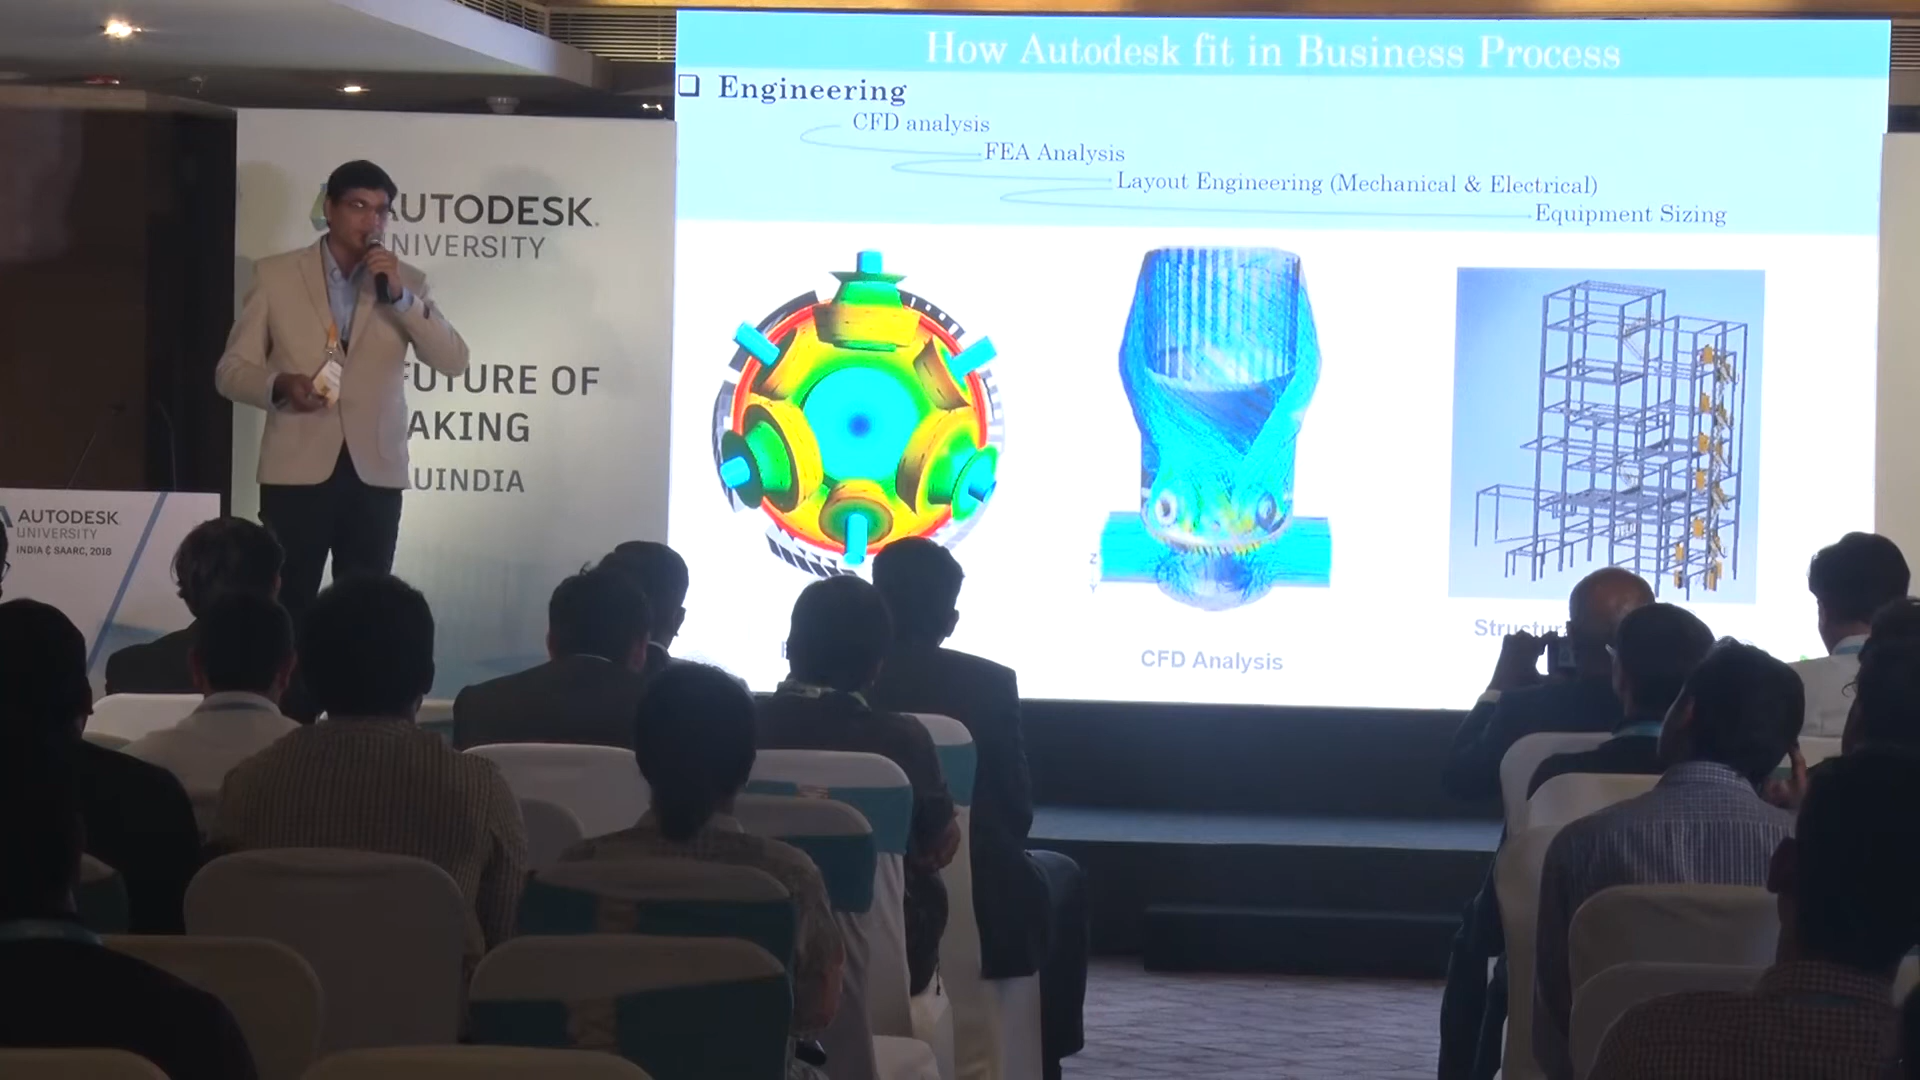 How Autodesk fit in Business Process
Engineering
CFD analysis
FEA Analysis
Layout Engineering (Mechanical & Electrical)
Equipment Sizing
CFD Analysis
AUTODESK.
UNIVERSITY
FUTURE OF
AKING
AUINDIA
AUTODESK
UNIVERSITY
INDIA & SAARC, 2018